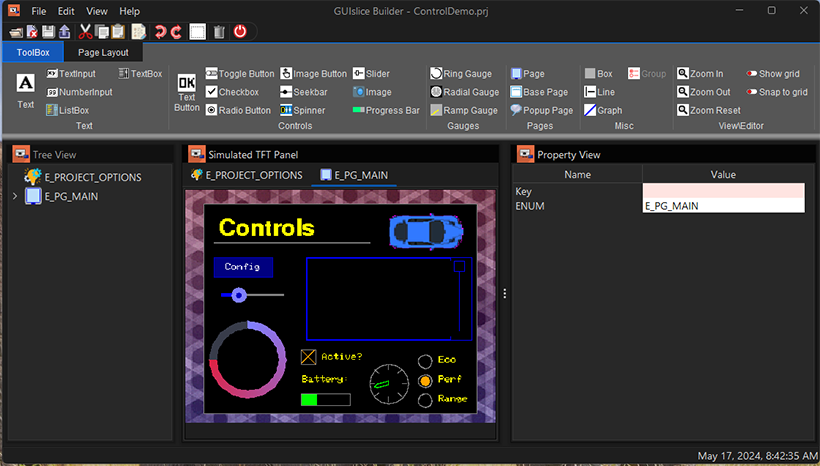 GUIslice Builder - ControlDemo.prj
File Edit View Help
ToolBox Page Layout
A TextInput TextBox OK Toggle Button Image Button Slider Ring Gauge Page Box Group Zoom In Show grid
Text NumberInput Text Button Checkbox Seekbar Image Radial Gauge Base Page Line Zoom Out Snap to grid
ListBox Radio Button Spinner Progress Bar Ramp Gauge Popup Page Graph Zoom Reset
Text Controls Gauges Pages Misc View\Editor
Tree View Simulated TFT Panel Property View
E_PROJECT_OPTIONS
E_PG_MAIN
E_PROJECT_OPTIONS E_PG_MAIN
Name Value
Key
ENUM E_PG_MAIN
Controls
Config
Active?
Battery:
Eco
Perf
Range
May 17, 2024, 8:42:35 AM